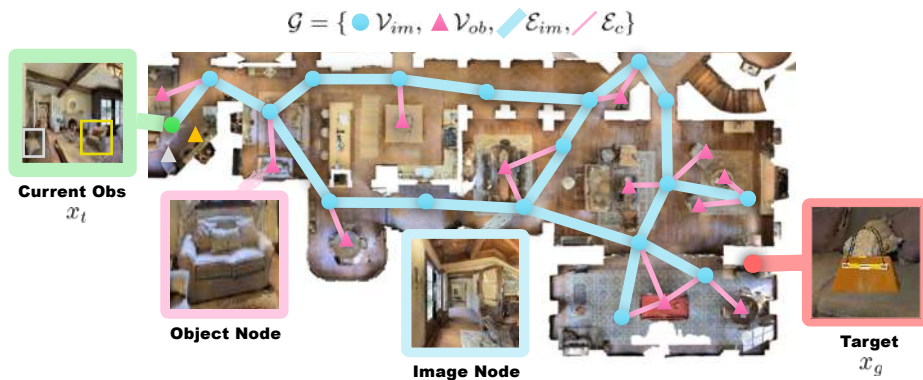 𝒢 = { 𝒱_im, 𝒱_ob, ℰ_im, ℰ_c}
Current Obs
x_t
Object Node
Image Node
Target
x_g